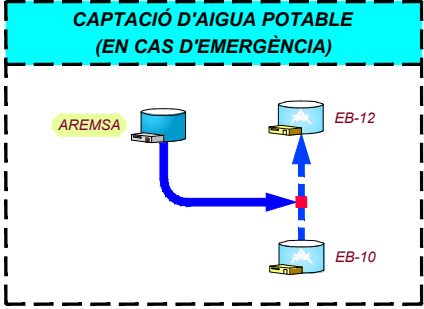 CAPTACIÓ D'AIGUA POTABLE
(EN CAS D'EMERGÈNCIA)
AREMSA
EB-12
EB-10